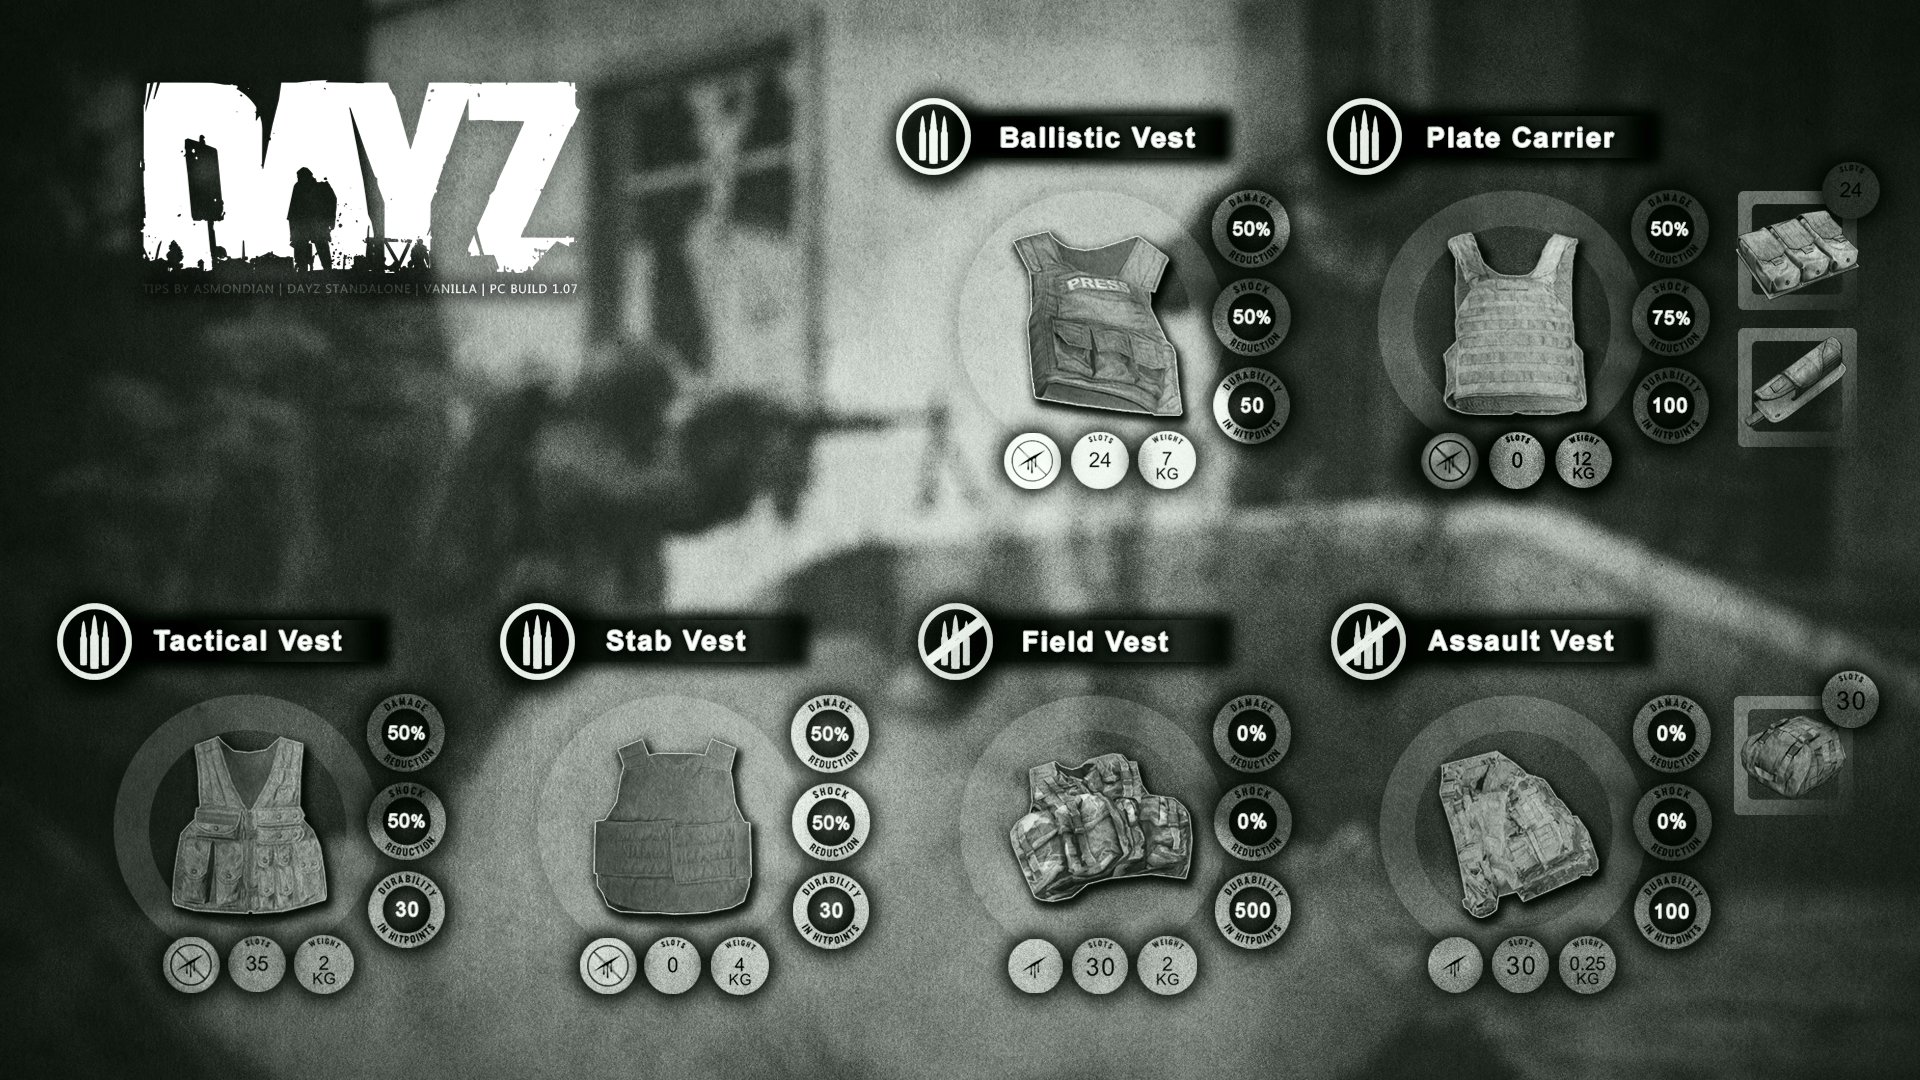 DAYZ
TIPS BY ASMONDIAN | DAYZ STANDALONE | VANILLA | PC BUILD 1.07
Ballistic Vest
PRESS
DAMAGE
50%
REDUCTION
SHOCK
50%
REDUCTION
DURABILITY
50
IN HITPOINTS
SLOTS
24
WEIGHT
7
KG
Plate Carrier
DAMAGE
50%
REDUCTION
SHOCK
75%
REDUCTION
DURABILITY
100
IN HITPOINTS
SLOTS
0
WEIGHT
12
KG
SLOTS
24
Tactical Vest
DAMAGE
50%
REDUCTION
SHOCK
50%
REDUCTION
DURABILITY
30
IN HITPOINTS
SLOTS
35
WEIGHT
2
KG
Stab Vest
DAMAGE
50%
REDUCTION
SHOCK
50%
REDUCTION
DURABILITY
30
IN HITPOINTS
SLOTS
0
WEIGHT
4
KG
Field Vest
DAMAGE
0%
REDUCTION
SHOCK
0%
REDUCTION
DURABILITY
500
IN HITPOINTS
SLOTS
30
WEIGHT
2
KG
Assault Vest
DAMAGE
0%
REDUCTION
SHOCK
0%
REDUCTION
DURABILITY
100
IN HITPOINTS
SLOTS
30
WEIGHT
0.25
KG
SLOTS
30